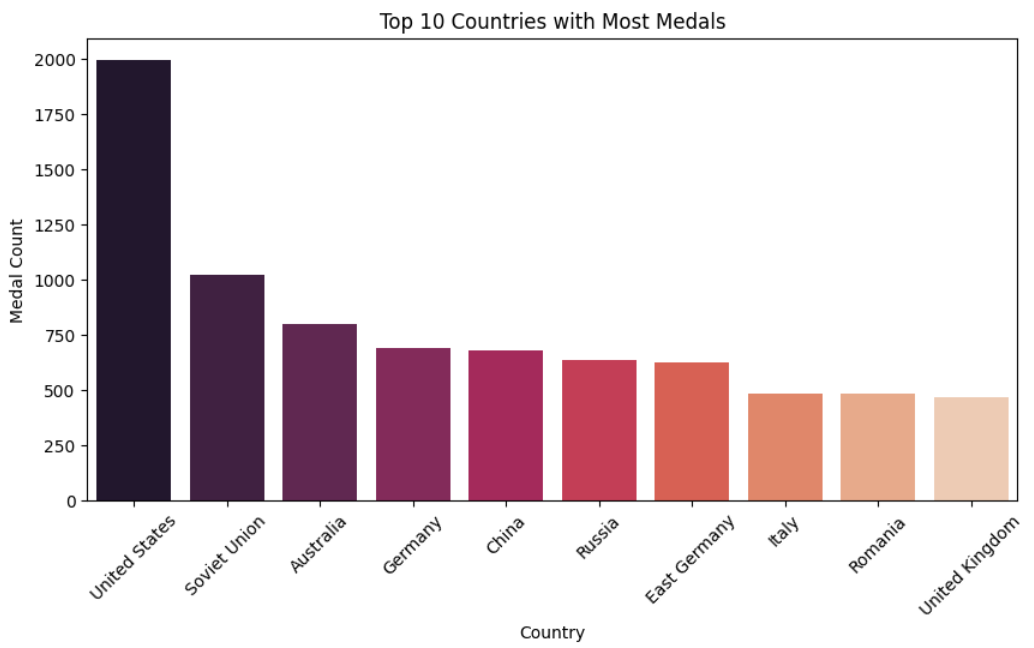 Top 10 Countries with Most Medals
Medal Count
2000
1750
1500
1250
1000
750
500
250
0
United States
Soviet Union
Australia
Germany
China
Russia
East Germany
Italy
Romania
United Kingdom
Country